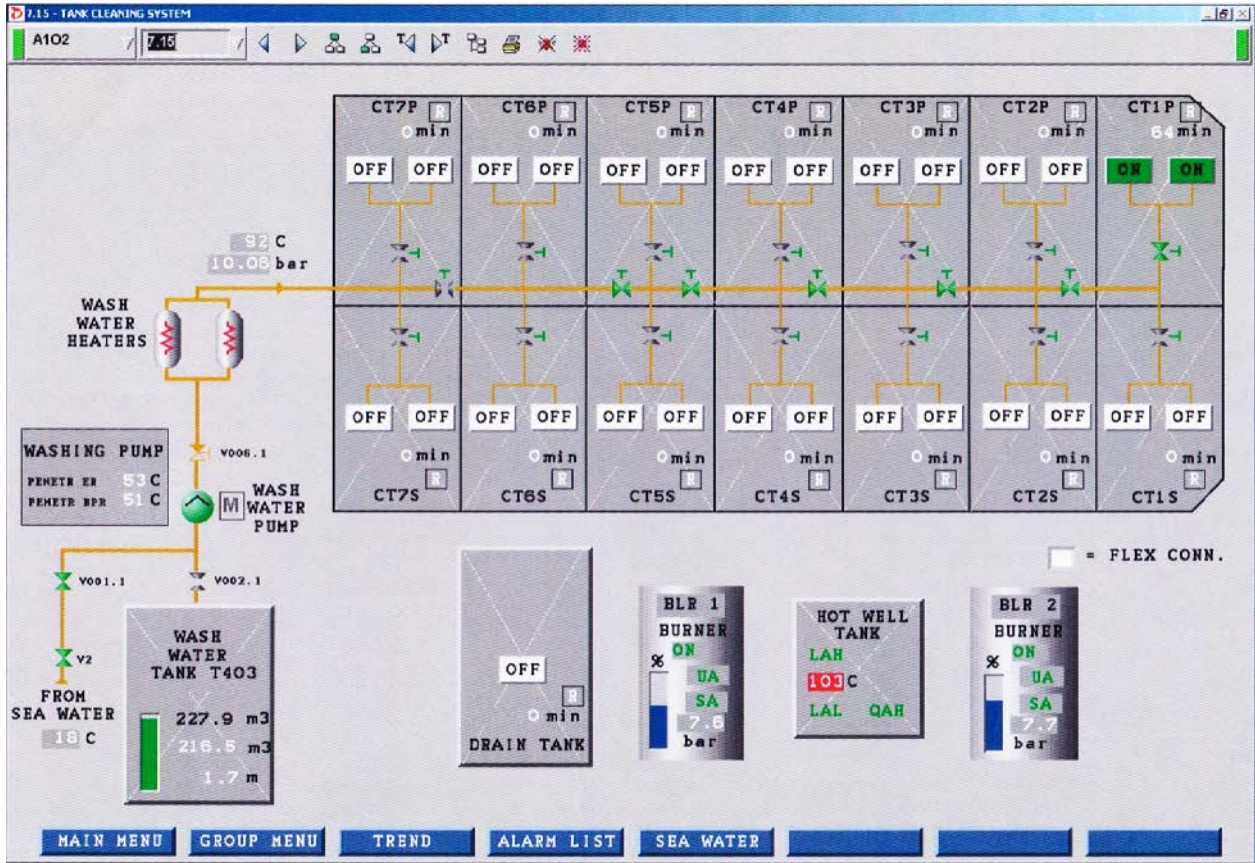 7.15 - TANK CLEANING SYSTEM
A1O2 7.15 T T
CT7P R CT6P R CT5P R CT4P R CT3P R CT2P R CT1P R
0 min 0 min 0 min 0 min 0 min 0 min 64 min
OFF OFF OFF OFF OFF OFF OFF OFF OFF OFF OFF OFF ON ON
92 C
10.08 bar
WASH
WATER
HEATERS
OFF OFF OFF OFF OFF OFF OFF OFF OFF OFF OFF OFF OFF OFF
0 min 0 min 0 min 0 min 0 min 0 min 0 min
CT7S R CT6S R CT5S R CT4S R CT3S R CT2S R CT1S R
WASHING PUMP
PENETR ER 53 C
PENETR BPR 51 C
V006.1
M WASH
WATER
PUMP
V001.1 V002.1
V2
FROM
SEA WATER
18 C
WASH
WATER
TANK T403
227.9 m3
216.5 m3
1.7 m
OFF
R
0 min
DRAIN TANK
= FLEX CONN.
BLR 1
BURNER
% ON
UA
SA
7.6
bar
HOT WELL
TANK
LAH
103 C
LAL QAH
BLR 2
BURNER
% ON
UA
SA
7.7
bar
MAIN MENU GROUP MENU TREND ALARM LIST SEA WATER